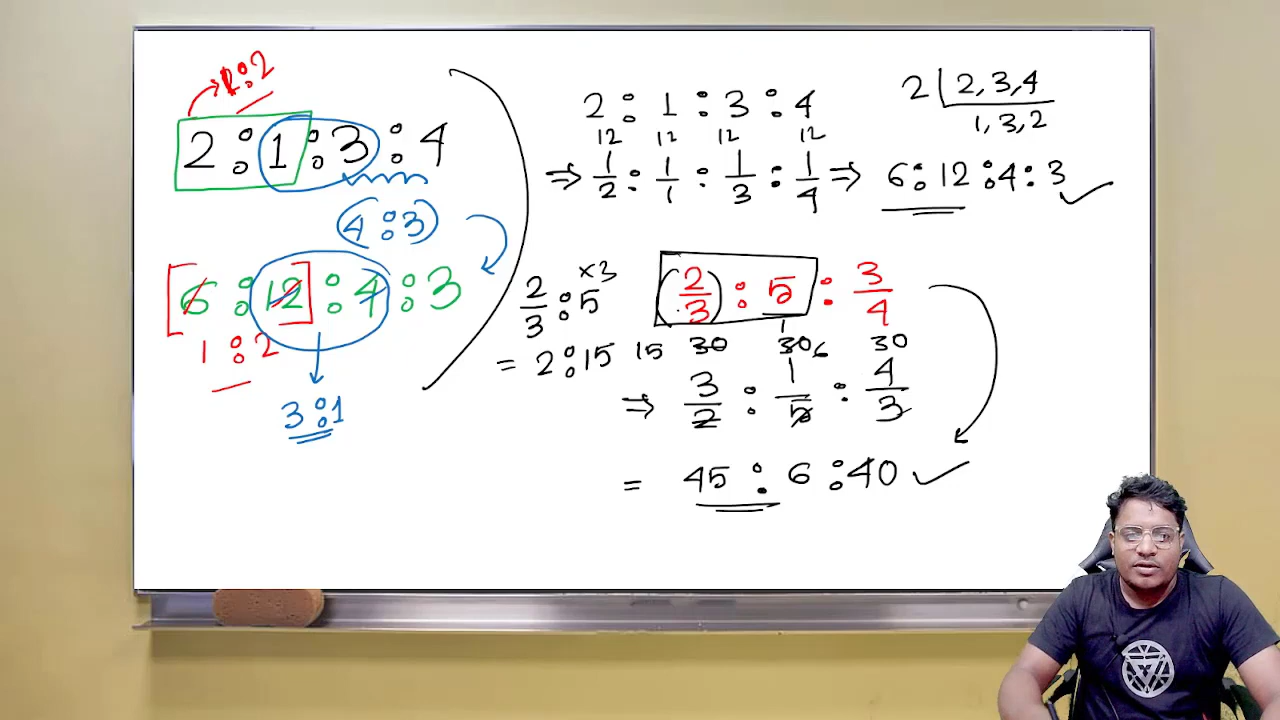 1:2
2:1:3:4
(4:3)
6:12:4:3
1:2
3:1
2:1:3:4
12 12 12 12
⇒ 1/2 : 1/1 : 1/3 : 1/4 ⇒ 6:12:4:3 ✓
2 | 2, 3, 4
1, 3, 2
2/3 : 5 ×3
= 2:15
(2/3) : 5 : 3/4
15 30 30 6 30
⇒ 3/2 : 1/5 : 4/3
= 45:6:40 ✓